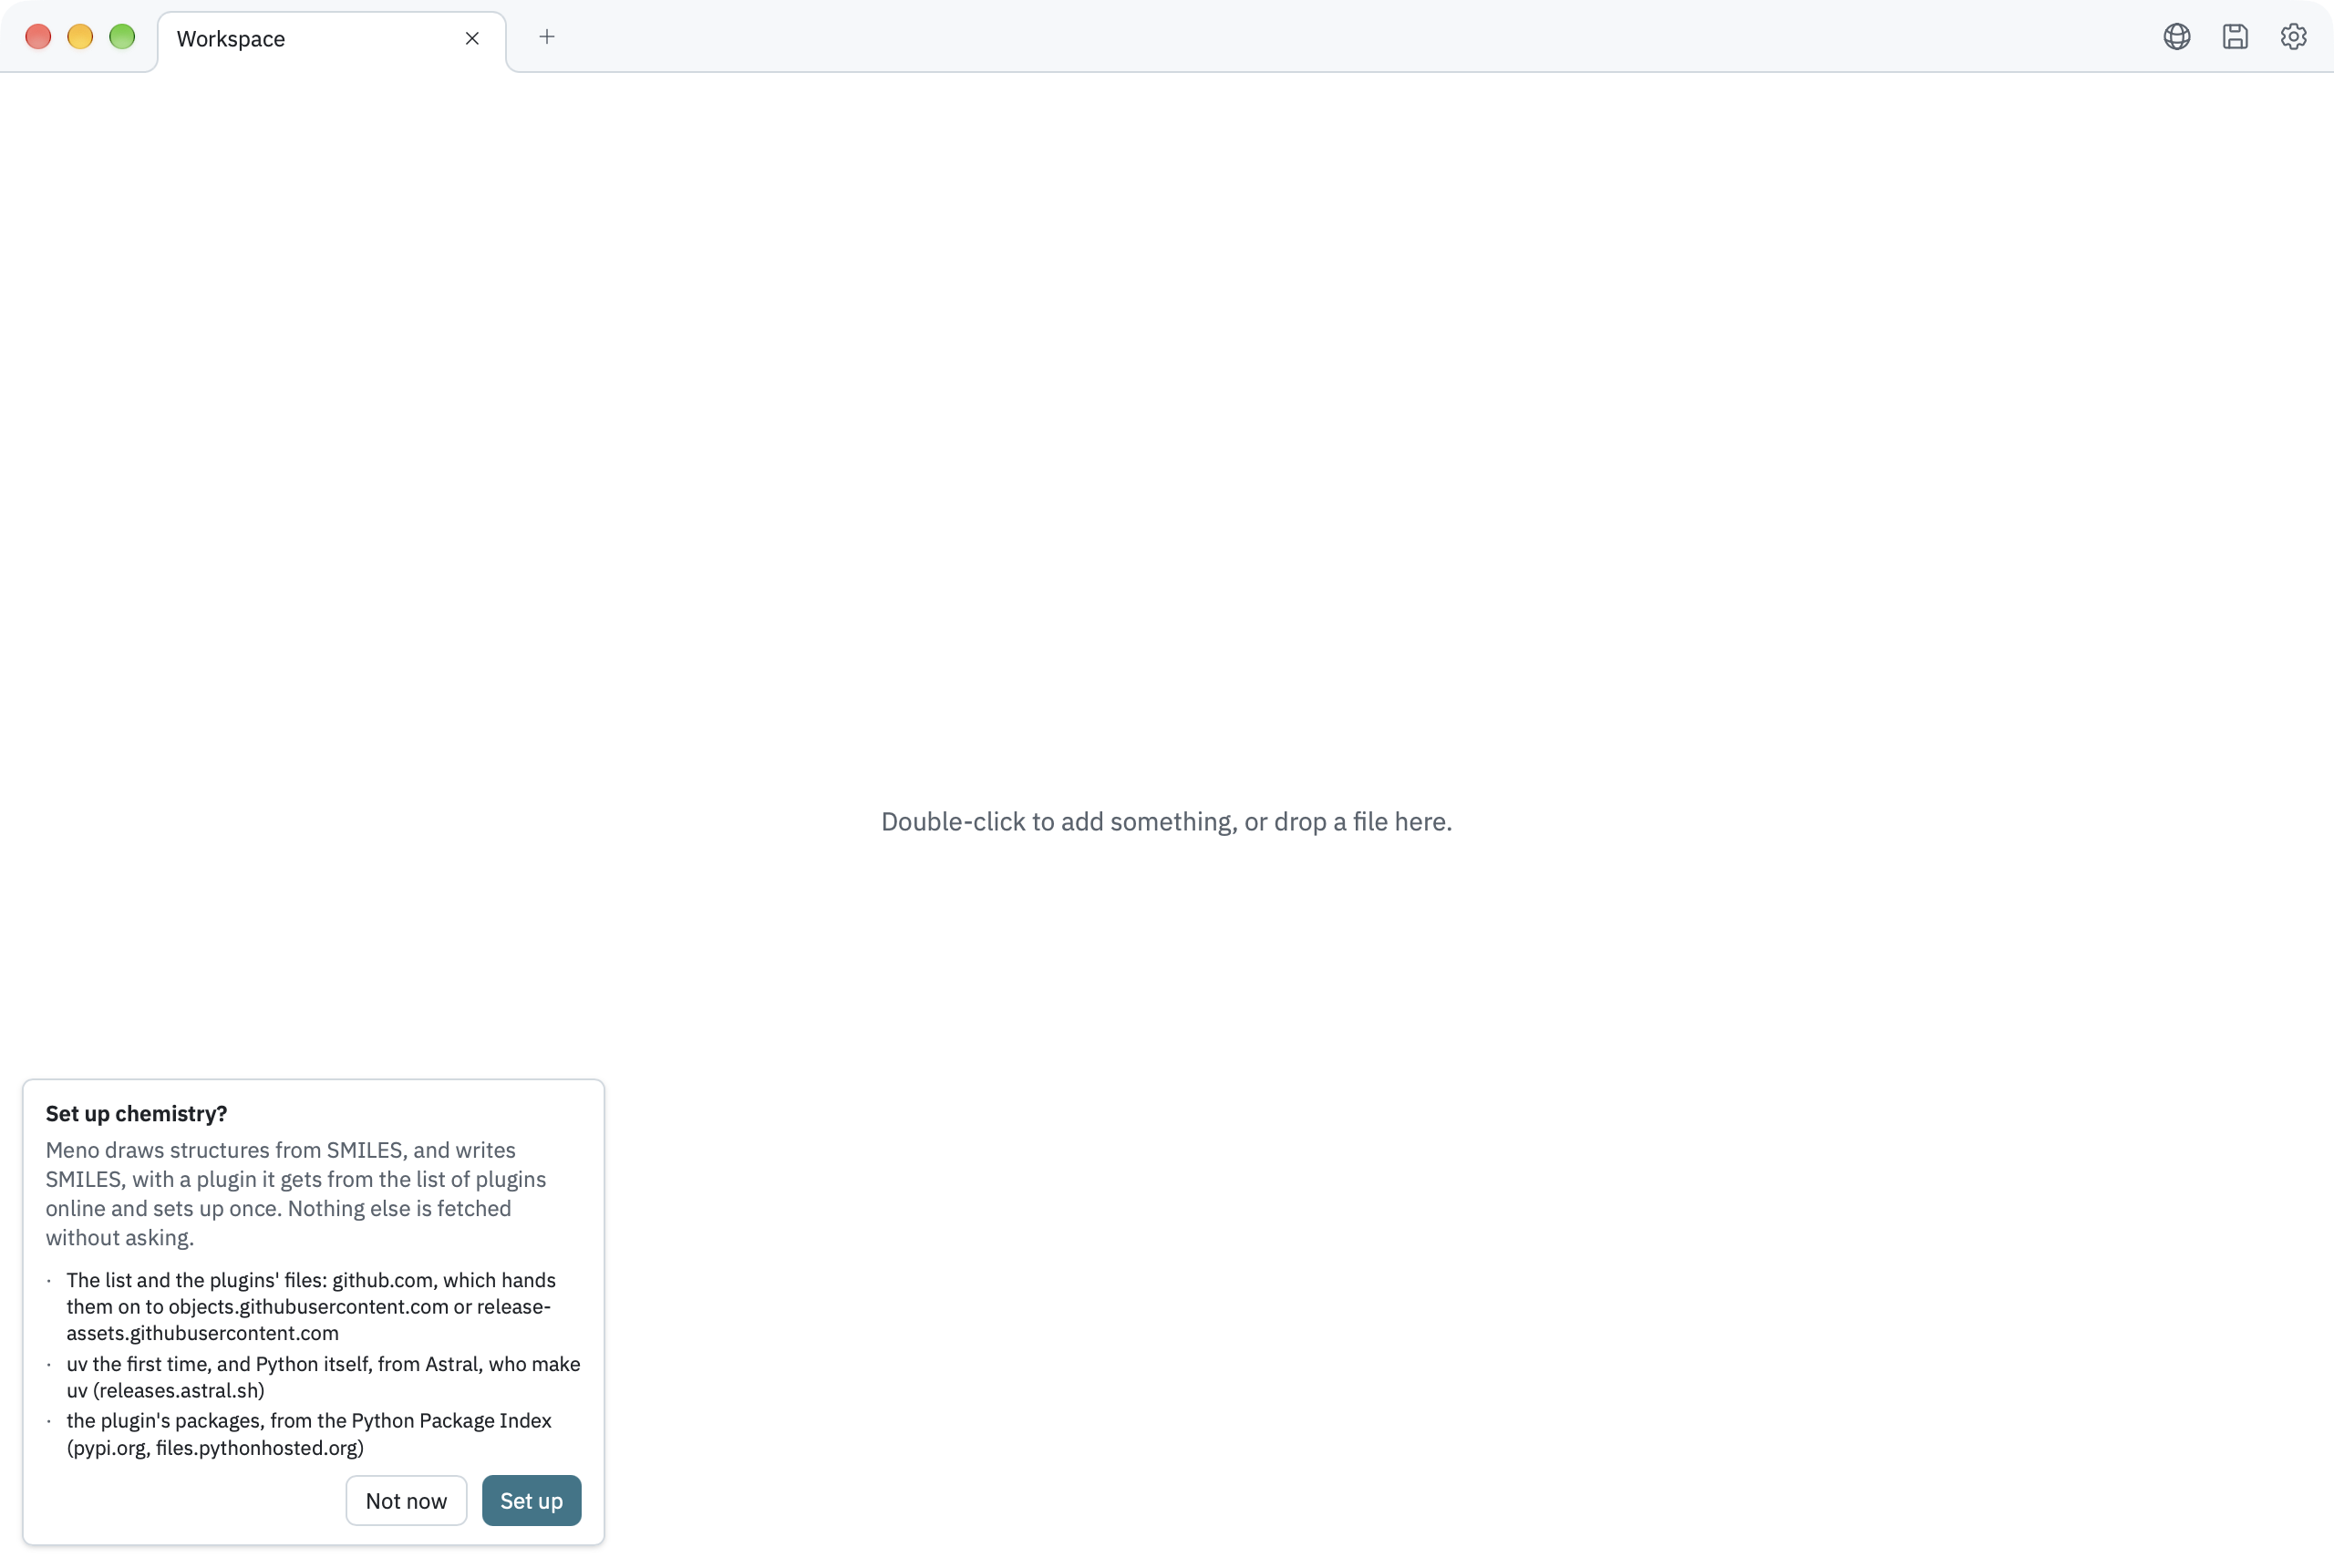 Workspace
Double-click to add something, or drop a file here.
Set up chemistry?
Meno draws structures from SMILES, and writes
SMILES, with a plugin it gets from the list of plugins
online and sets up once. Nothing else is fetched
without asking.
· The list and the plugins' files: github.com, which hands
them on to objects.githubusercontent.com or release-
assets.githubusercontent.com
· uv the first time, and Python itself, from Astral, who make
uv (releases.astral.sh)
· the plugin's packages, from the Python Package Index
(pypi.org, files.pythonhosted.org)
Not now
Set up